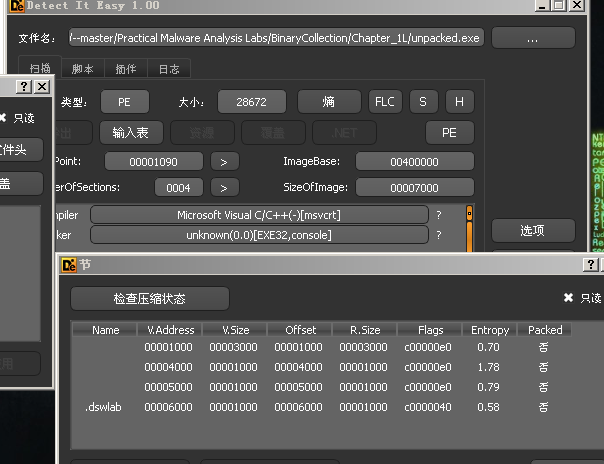 Detect It Easy 1.00
文件名: /--master/Practical Malware Analysis Labs/BinaryCollection/Chapter_1L/unpacked.exe ...
扫描 脚本 插件 日志
只读
类型: PE 大小: 28672 熵 FLC S H
输入表 资源 覆盖 .NET PE
件头
Point: 00001090 > ImageBase: 00400000
盖
erOfSections: 0004 > SizeOfImage: 00007000
piler Microsoft Visual C/C++(-)[msvcrt] ?
ker unknown(0.0)[EXE32,console] ?
选项
节
检查压缩状态 只读
Name V.Address V.Size Offset R.Size Flags Entropy Packed
00001000 00003000 00001000 00003000 c00000e0 0.70 否
00004000 00001000 00004000 00001000 c00000e0 1.78 否
00005000 00001000 00005000 00001000 c00000e0 0.79 否
.dswlab 00006000 00001000 00006000 00001000 c0000040 0.58 否
用